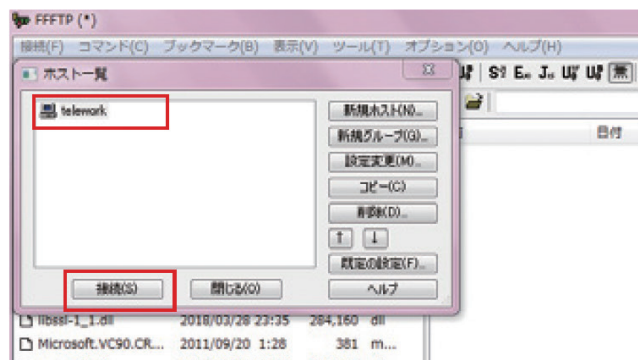 FFFTP (*)
接続(F) コマンド(C) ブックマーク(B) 表示(V) ツール(T) オプション(O) ヘルプ(H)
ホスト一覧
telework
新規ホスト(N)...
新規グループ(G)...
設定変更(M)...
コピー(C)
削除(D)...
↑ ↓
既定の設定(F)...
接続(S) 閉じる(O) ヘルプ
無
日付
libssl-1_1.dll 2018/03/28 23:35 284,160 dll
Microsoft.VC90.CR... 2011/09/20 1:28 381 m...